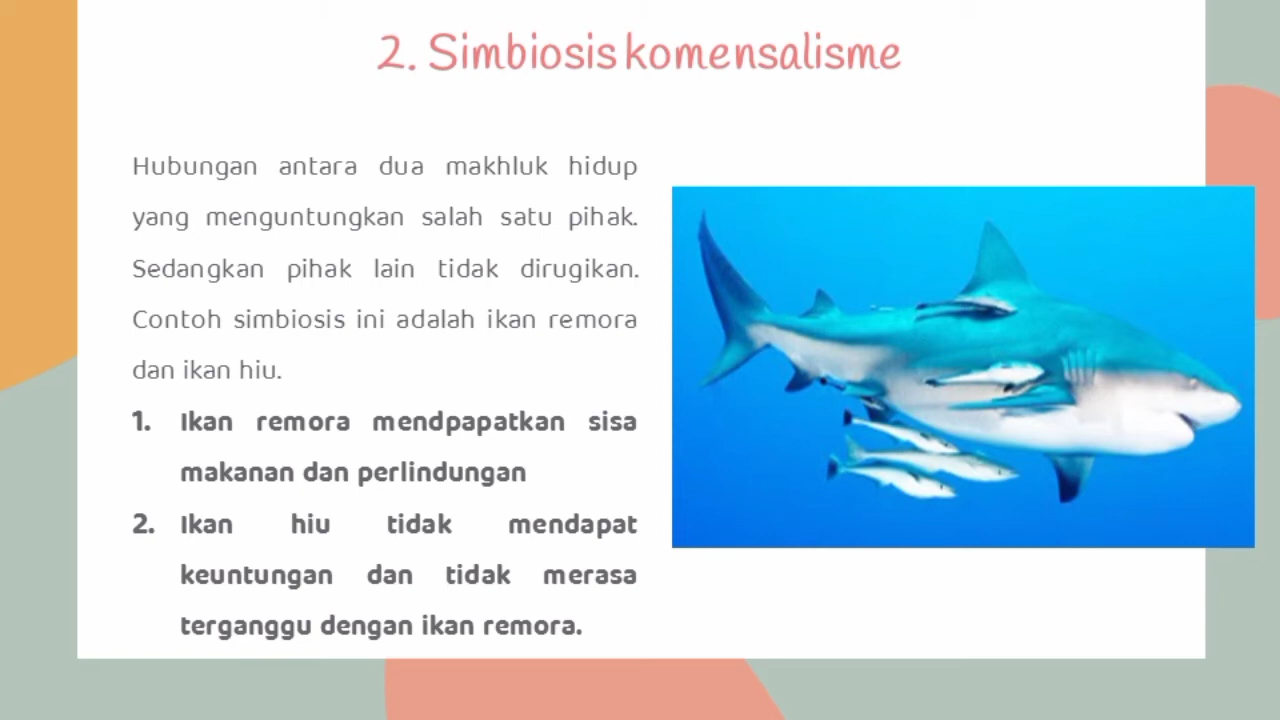 2. Simbiosis komensalisme
Hubungan antara dua makhluk hidup
yang menguntungkan salah satu pihak.
Sedangkan pihak lain tidak dirugikan.
Contoh simbiosis ini adalah ikan remora
dan ikan hiu.
1. Ikan remora mendpapatkan sisa
makanan dan perlindungan
2. Ikan hiu tidak mendapat
keuntungan dan tidak merasa
terganggu dengan ikan remora.